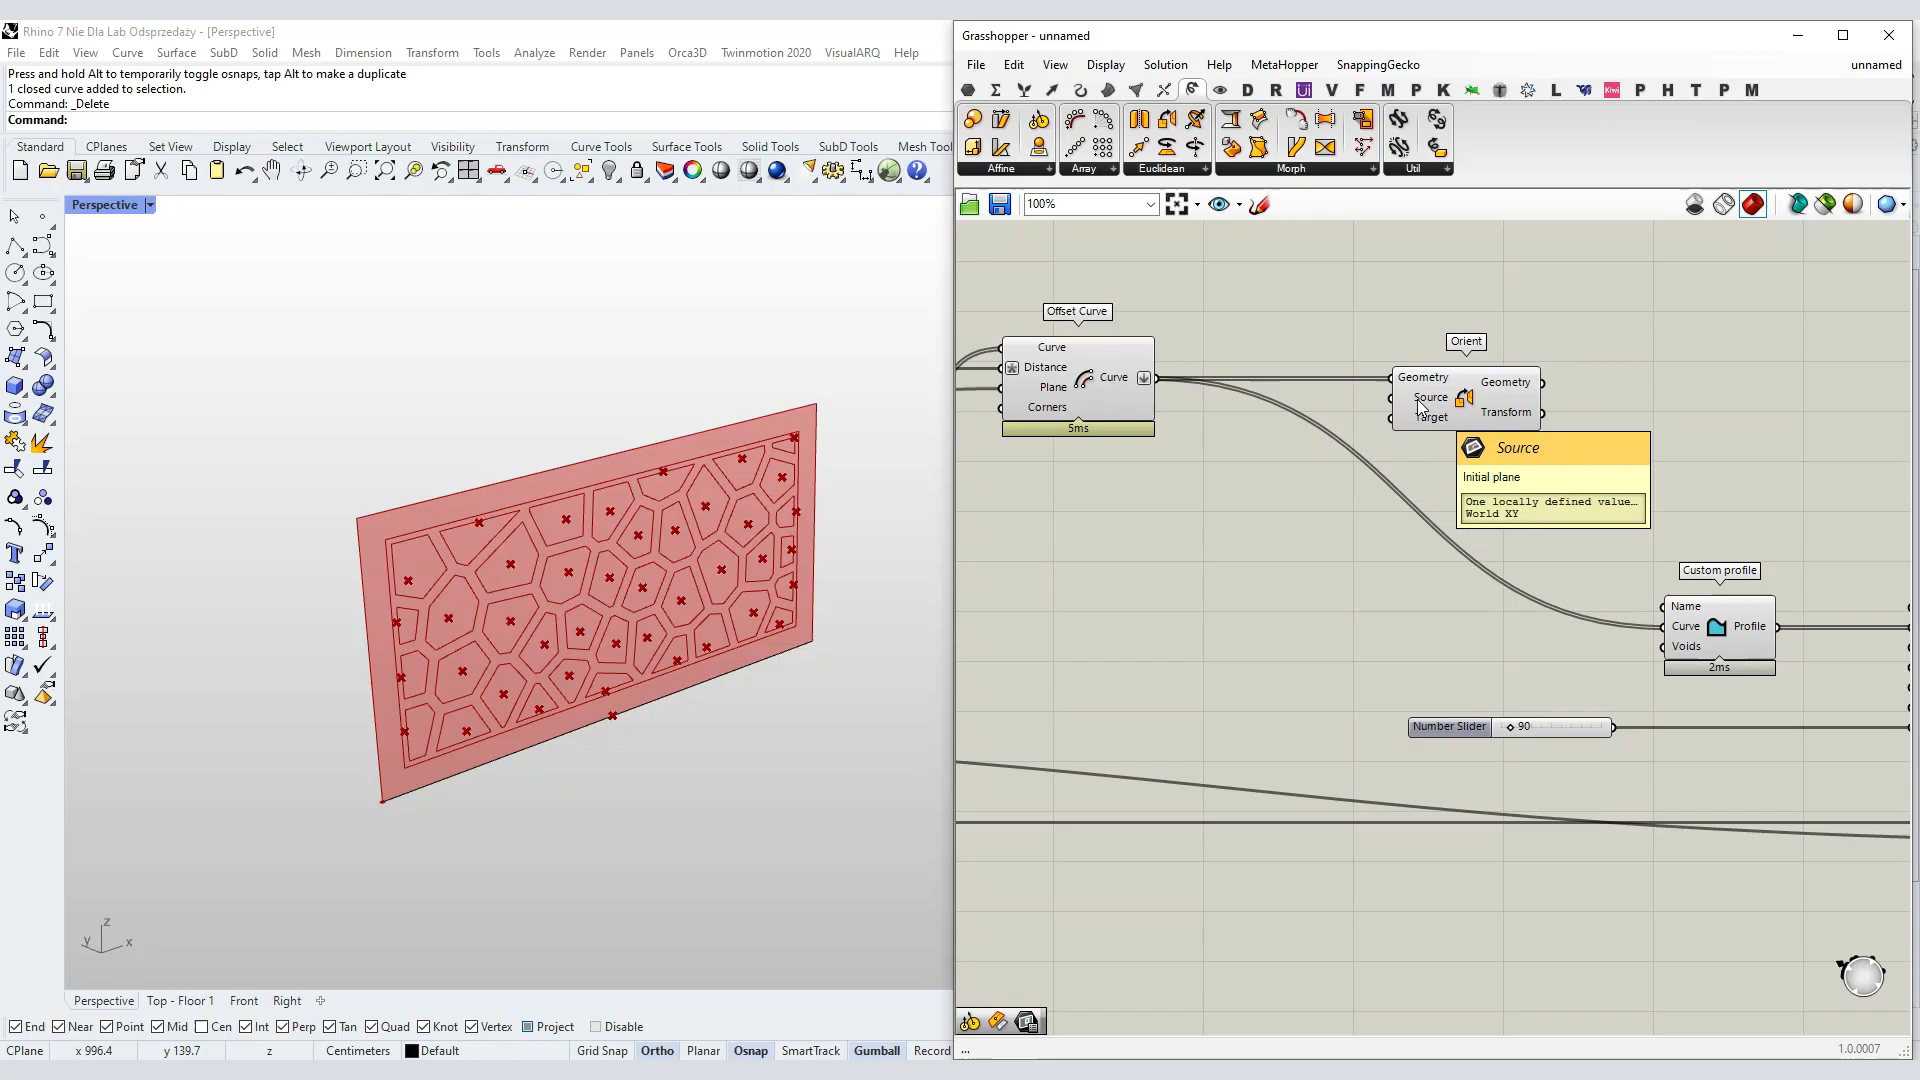 Rhino 7 Nie Dla Lab Odsprzedaży - [Perspective]
File Edit View Curve Surface SubD Solid Mesh Dimension Transform Tools Analyze Render Panels Orca3D Twinmotion 2020 VisualARQ Help
Press and hold Alt to temporarily toggle osnaps, tap Alt to make a duplicate
1 closed curve added to selection.
Command: _Delete
Command:
Standard CPlanes Set View Display Select Viewport Layout Visibility Transform Curve Tools Surface Tools Solid Tools SubD Tools Mesh Tool
Perspective
z
y x
Perspective Top - Floor 1 Front Right
End Near Point Mid Cen Int Perp Tan Quad Knot Vertex Project Disable
CPlane x 996.4 y 139.7 z Centimeters Default Grid Snap Ortho Planar Osnap SmartTrack Gumball Record
Grasshopper - unnamed
File Edit View Display Solution Help MetaHopper SnappingGecko unnamed
D R V F M P K L P H T P M
Affine Array Euclidean Morph Util
100%
Offset Curve
Curve
Distance
Plane
Corners
Curve
5ms
Orient
Geometry
Source
Target
Geometry
Transform
Source
Initial plane
One locally defined value…
World XY
Custom profile
Name
Curve
Voids
Profile
2ms
Number Slider 90
...
1.0.0007